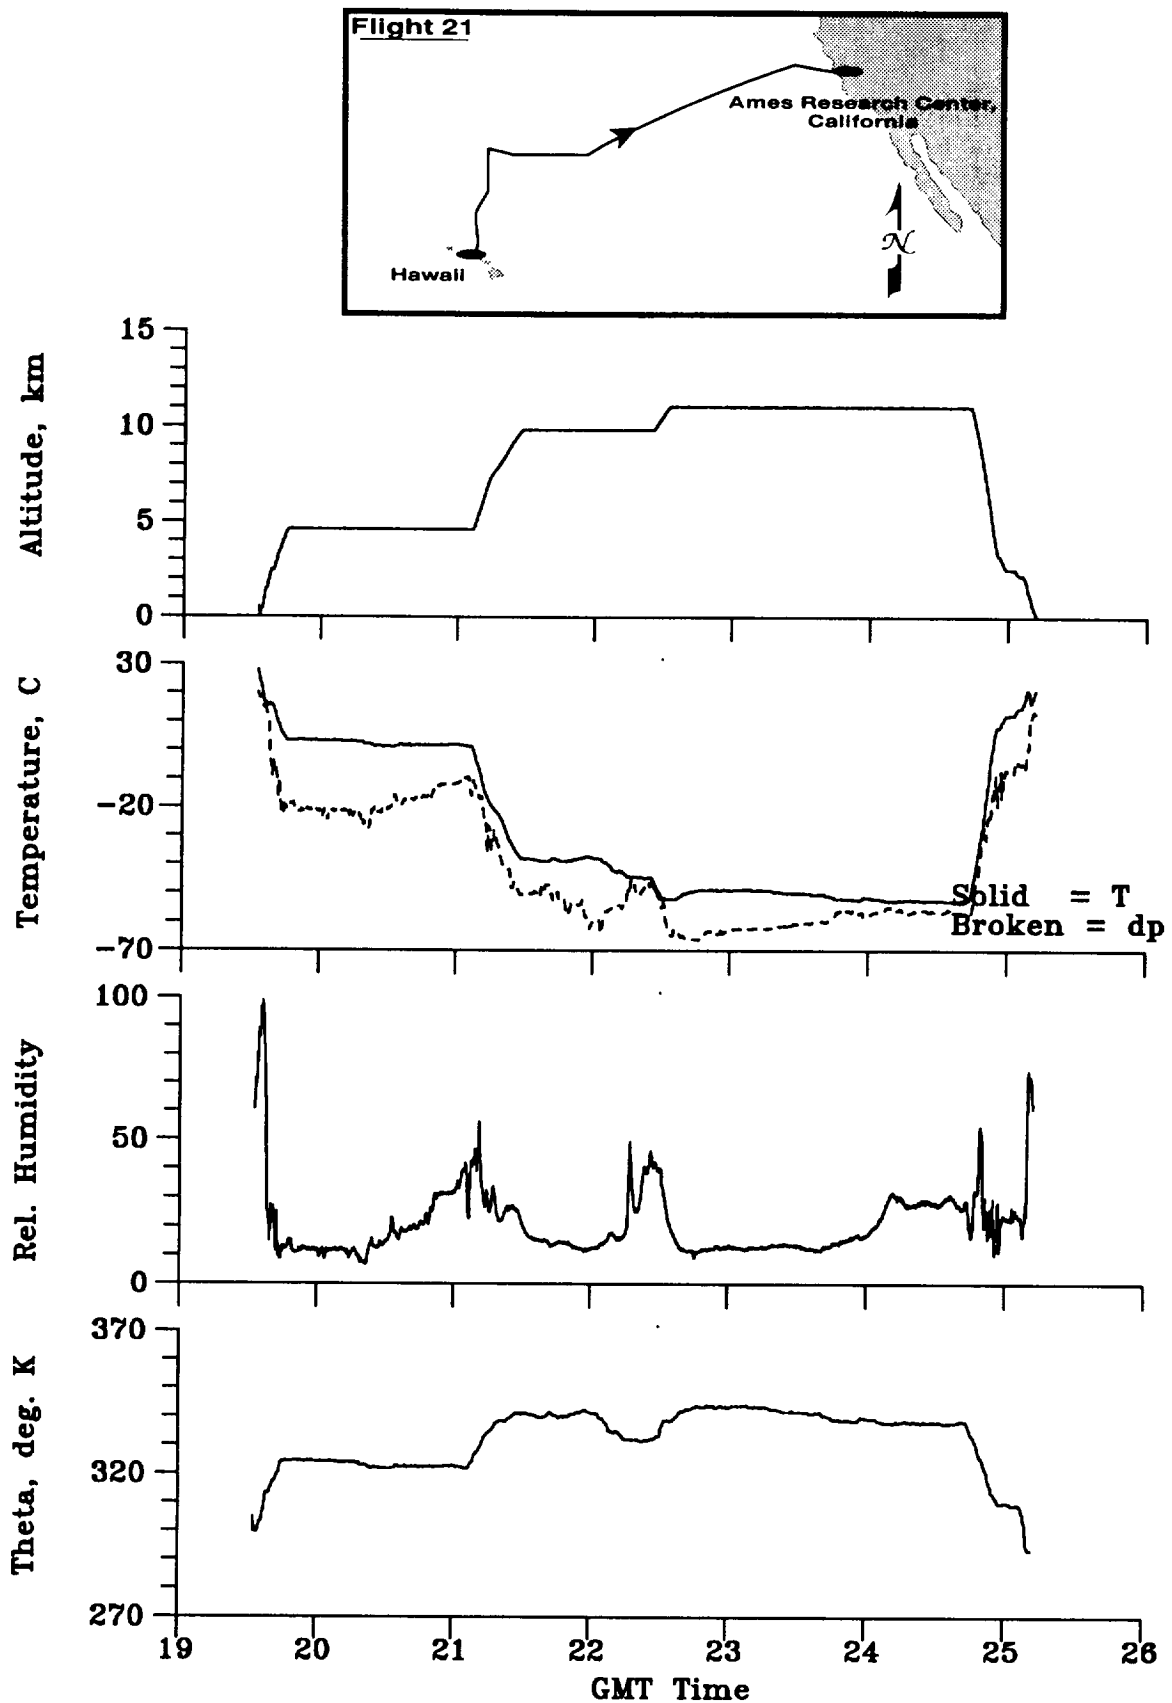 Flight 21
Ames Research Center,
California
N
Hawaii
Altitude, km
15
10
5
0
Temperature, C
30
-20
-70
Solid = T
Broken = dp
Rel. Humidity
100
50
0
Theta, deg. K
370
320
270
19 20 21 22 23 24 25 26
GMT Time